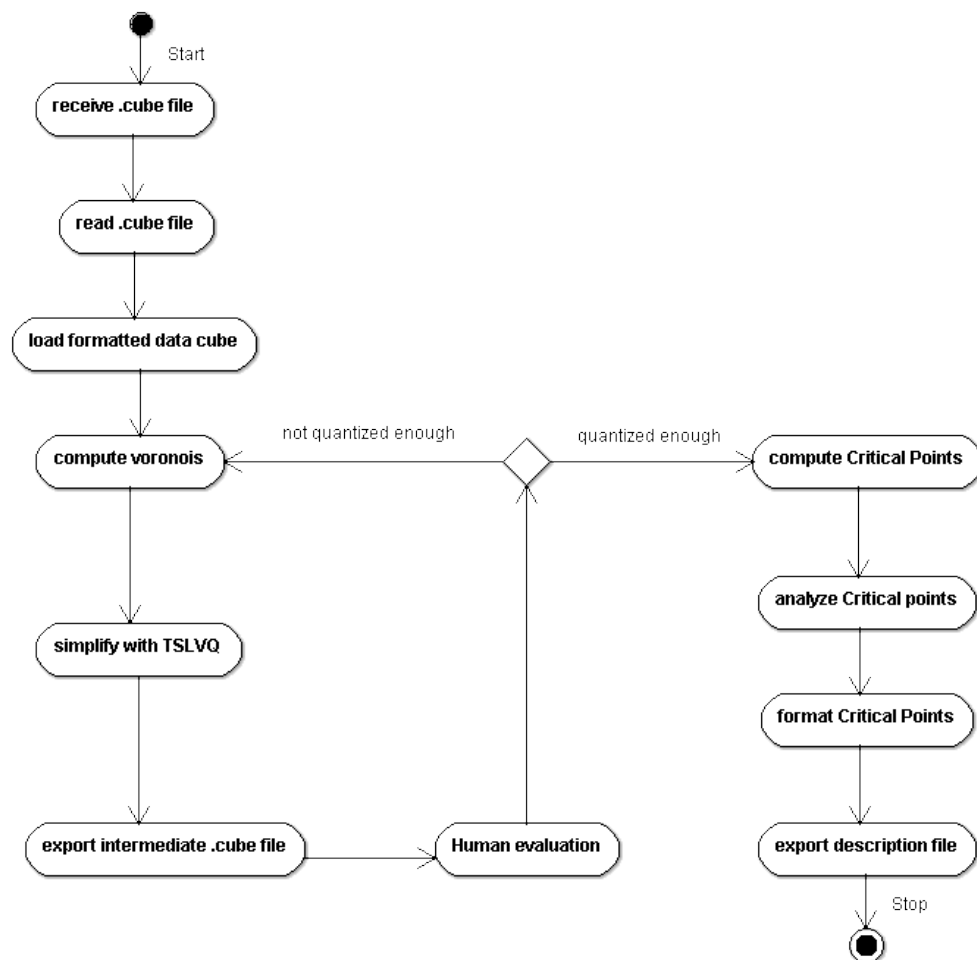 Start
receive .cube file
read .cube file
load formatted data cube
not quantized enough
quantized enough
compute voronois
compute Critical Points
analyze Critical points
simplify with TSLVQ
format Critical Points
export intermediate .cube file
Human evaluation
export description file
Stop